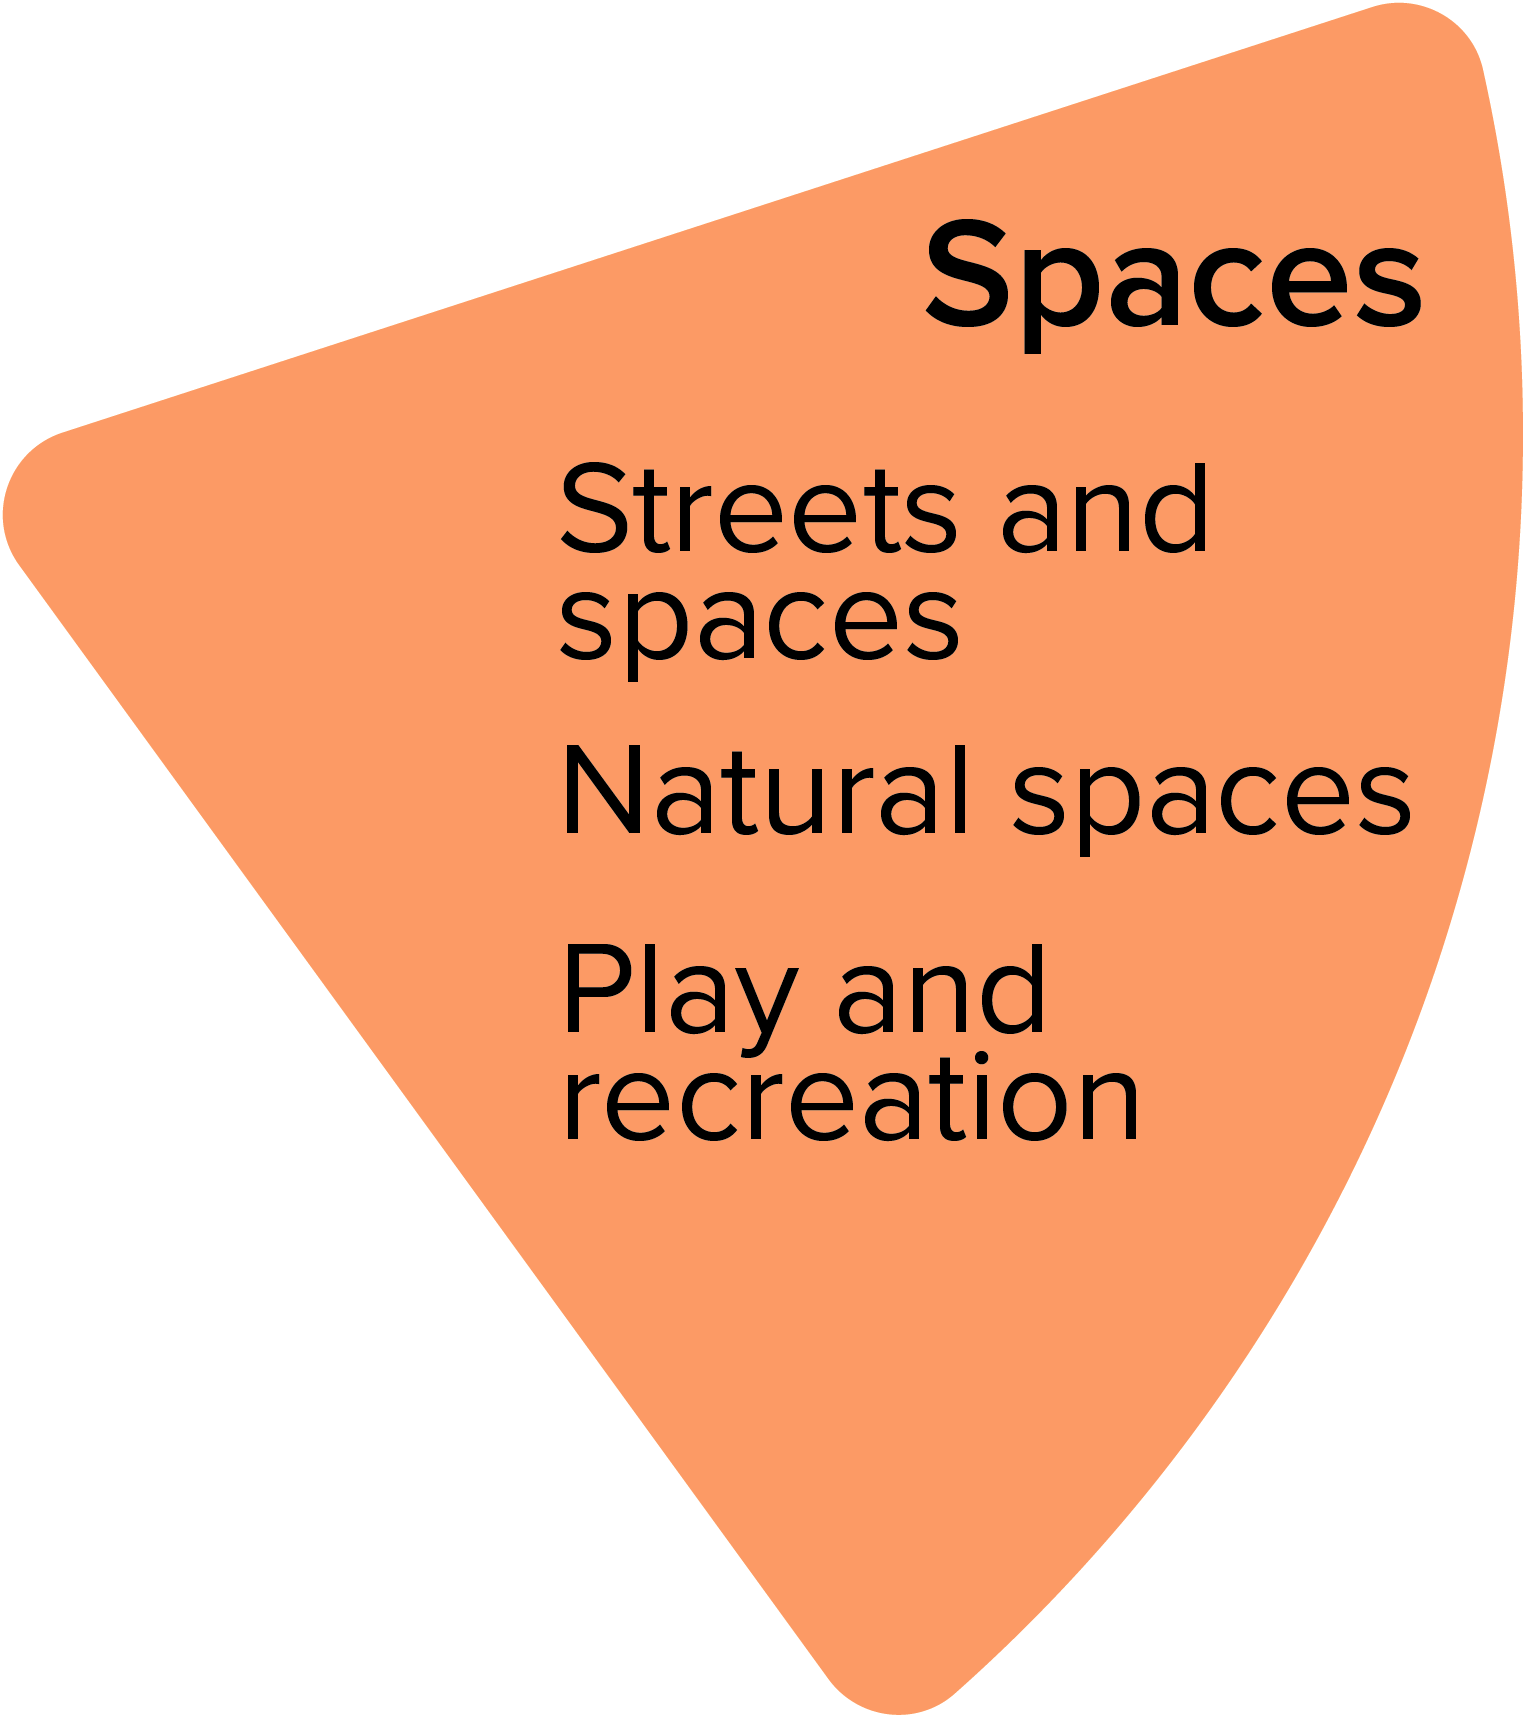 Spaces
Streets and
spaces
Natural spaces
Play and
recreation